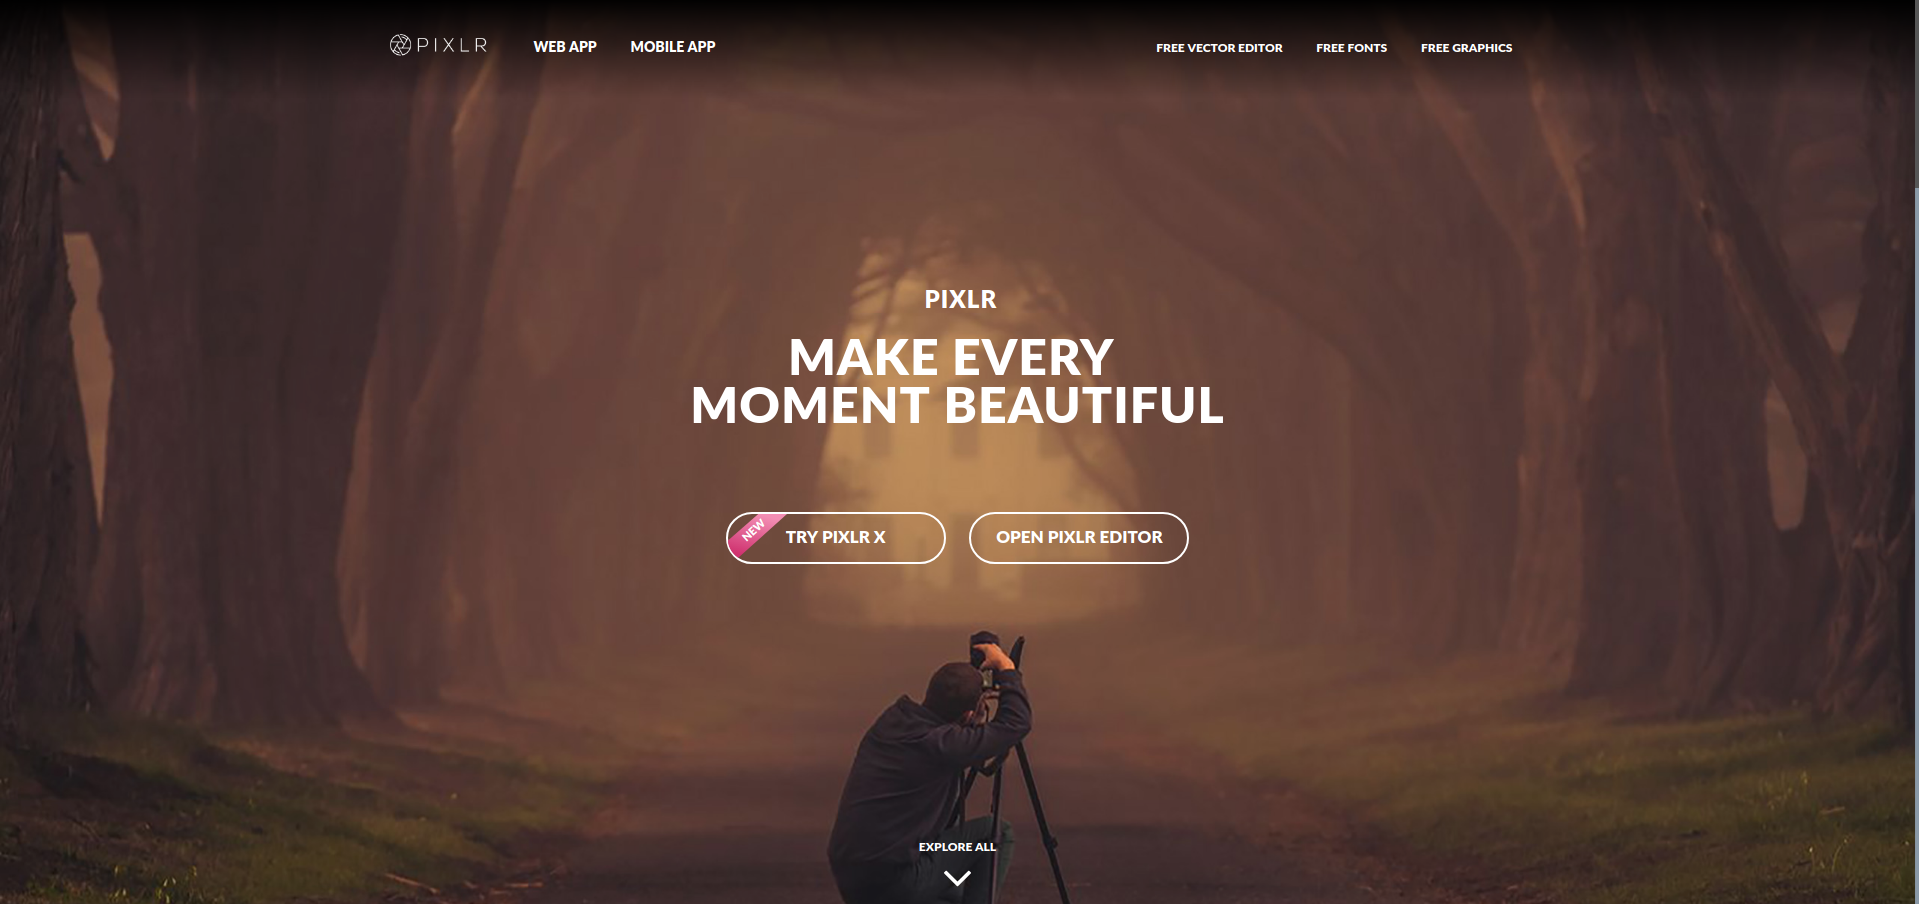 PIXLR
WEB APP
MOBILE APP
FREE VECTOR EDITOR
FREE FONTS
FREE GRAPHICS
PIXLR
MAKE EVERY
MOMENT BEAUTIFUL
NEW
TRY PIXLR X
OPEN PIXLR EDITOR
EXPLORE ALL